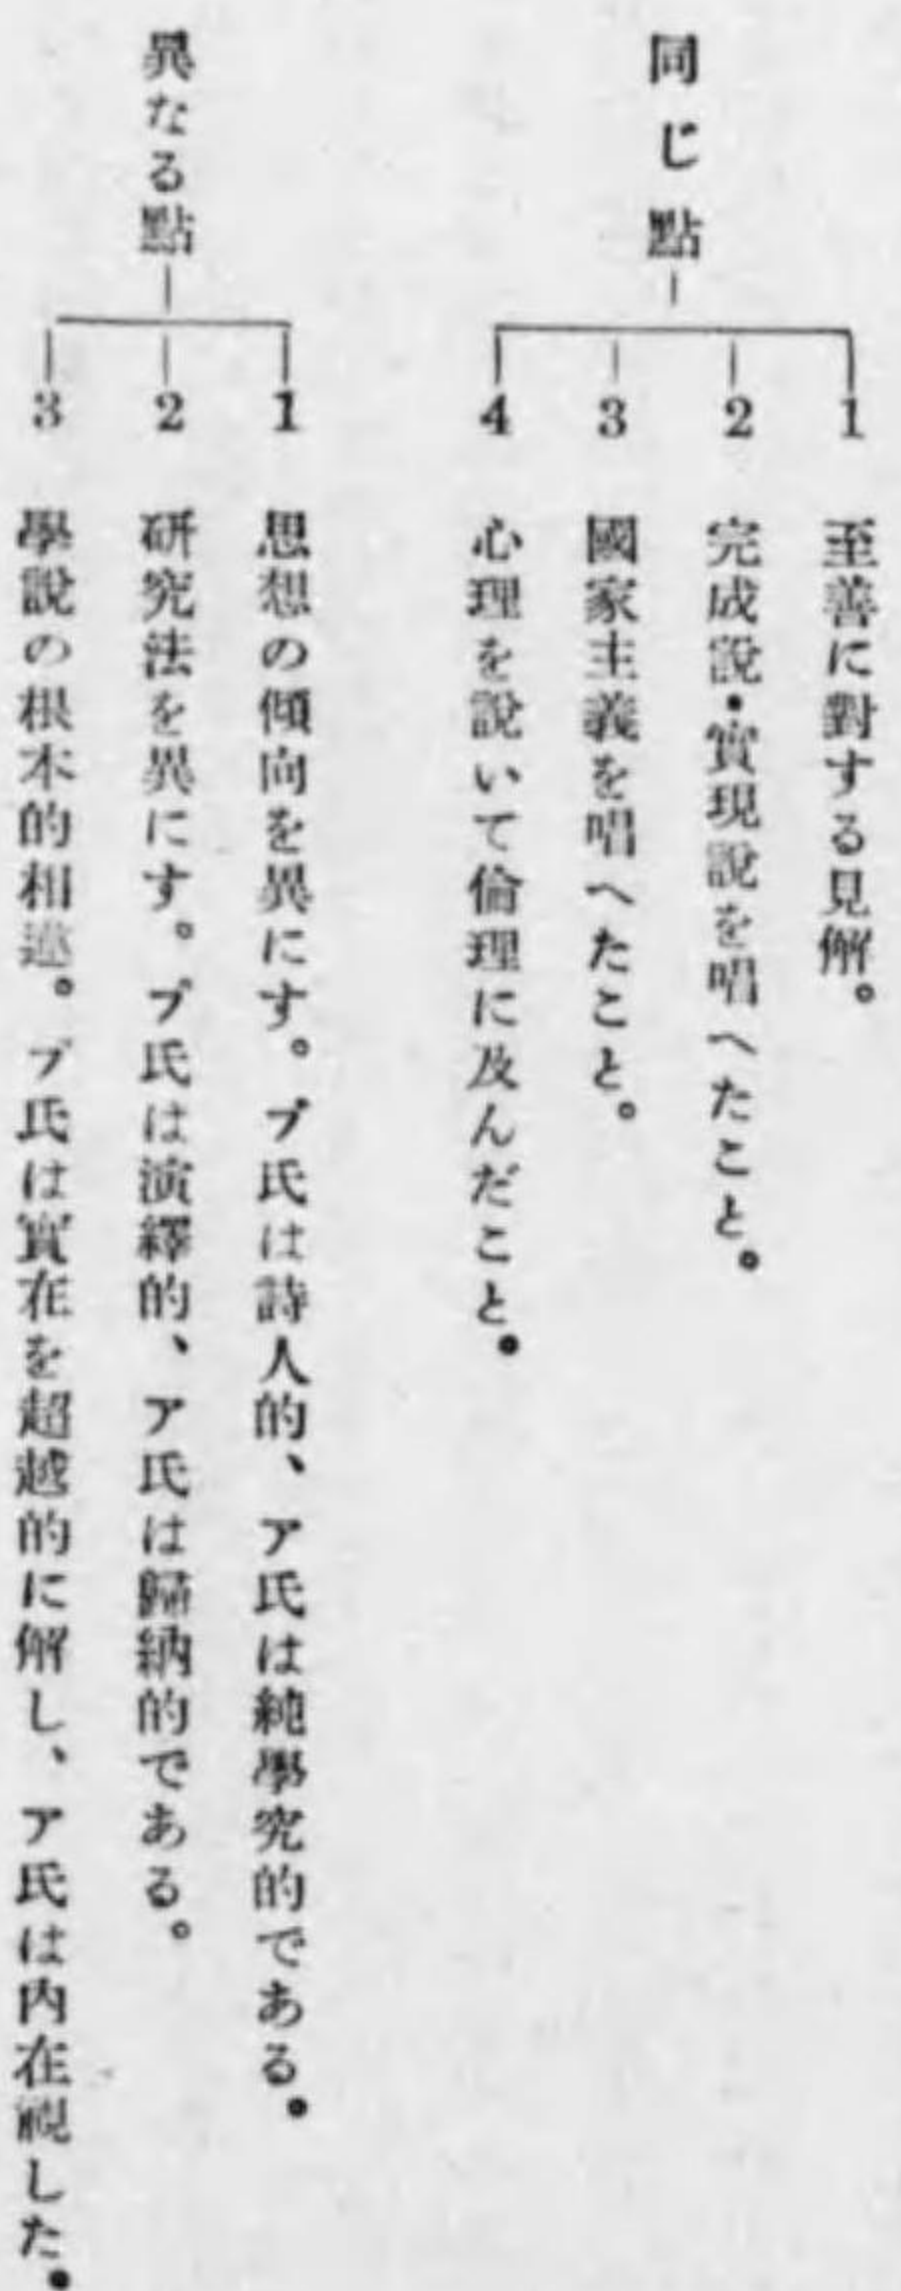 同じ點
1 至善に對する見解。
2 完成說・實現說を唱へたこと。
3 國家主義を唱へたこと。
4 心理を說いて倫理に及んだこと。
異なる點
1 思想の傾向を異にす。プ氏は詩人的、ア氏は純學究的である。
2 硏究法を異にす。プ氏は演繹的、ア氏は歸納的である。
3 學說の根本的相違。プ氏は實在を超越的に解し、ア氏は內在視した。